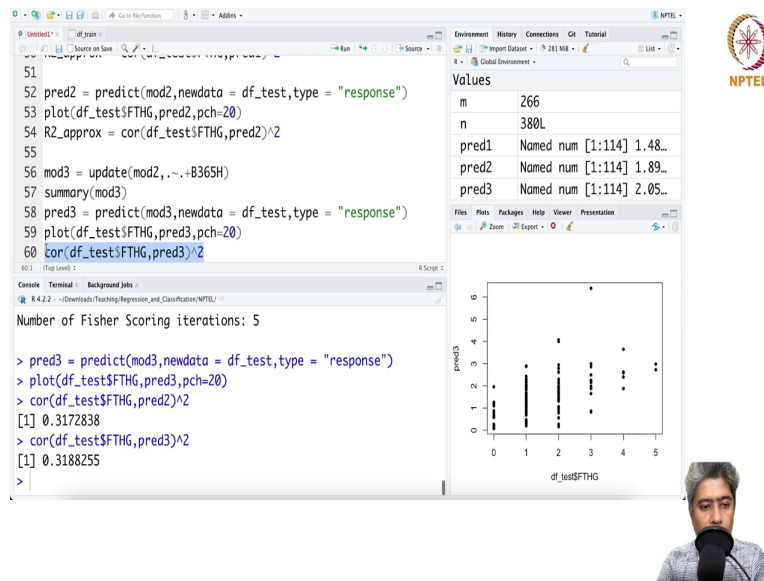 Go to file/function
Addins
NPTEL
Untitled1*
df_train
Source on Save
Run
Source
51
52 pred2 = predict(mod2,newdata = df_test,type = "response")
53 plot(df_test$FTHG,pred2,pch=20)
54 R2_approx = cor(df_test$FTHG,pred2)^2
55
56 mod3 = update(mod2,.~.+B365H)
57 summary(mod3)
58 pred3 = predict(mod3,newdata = df_test,type = "response")
59 plot(df_test$FTHG,pred3,pch=20)
60 cor(df_test$FTHG,pred3)^2
60:1 (Top Level) R Script
Console Terminal Background Jobs
R 4.2.2 · ~/Downloads/Teaching/Regression_and_Classification/NPTEL/
Number of Fisher Scoring iterations: 5
> pred3 = predict(mod3,newdata = df_test,type = "response")
> plot(df_test$FTHG,pred3,pch=20)
> cor(df_test$FTHG,pred2)^2
[1] 0.3172838
> cor(df_test$FTHG,pred3)^2
[1] 0.3188255
>
Environment History Connections Git Tutorial
Import Dataset 281 MiB List
R Global Environment
Values
m 266
n 380L
pred1 Named num [1:114] 1.48…
pred2 Named num [1:114] 1.89…
pred3 Named num [1:114] 2.05…
Files Plots Packages Help Viewer Presentation
Zoom Export
pred3
6
5
4
3
2
1
0
0 1 2 3 4 5
df_test$FTHG
NPTEL